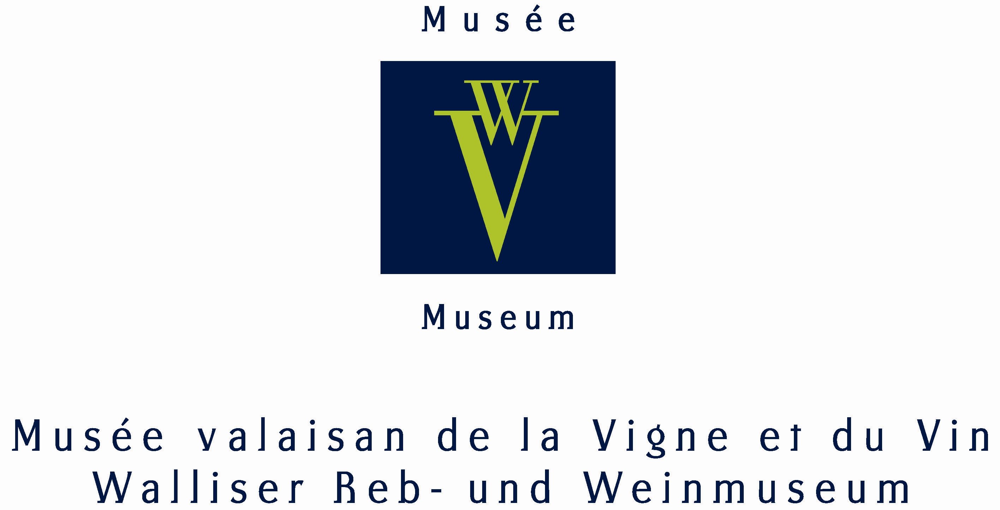 Musée
W
V
Museum
Musée valaisan de la Vigne et du Vin
Walliser Reb- und Weinmuseum